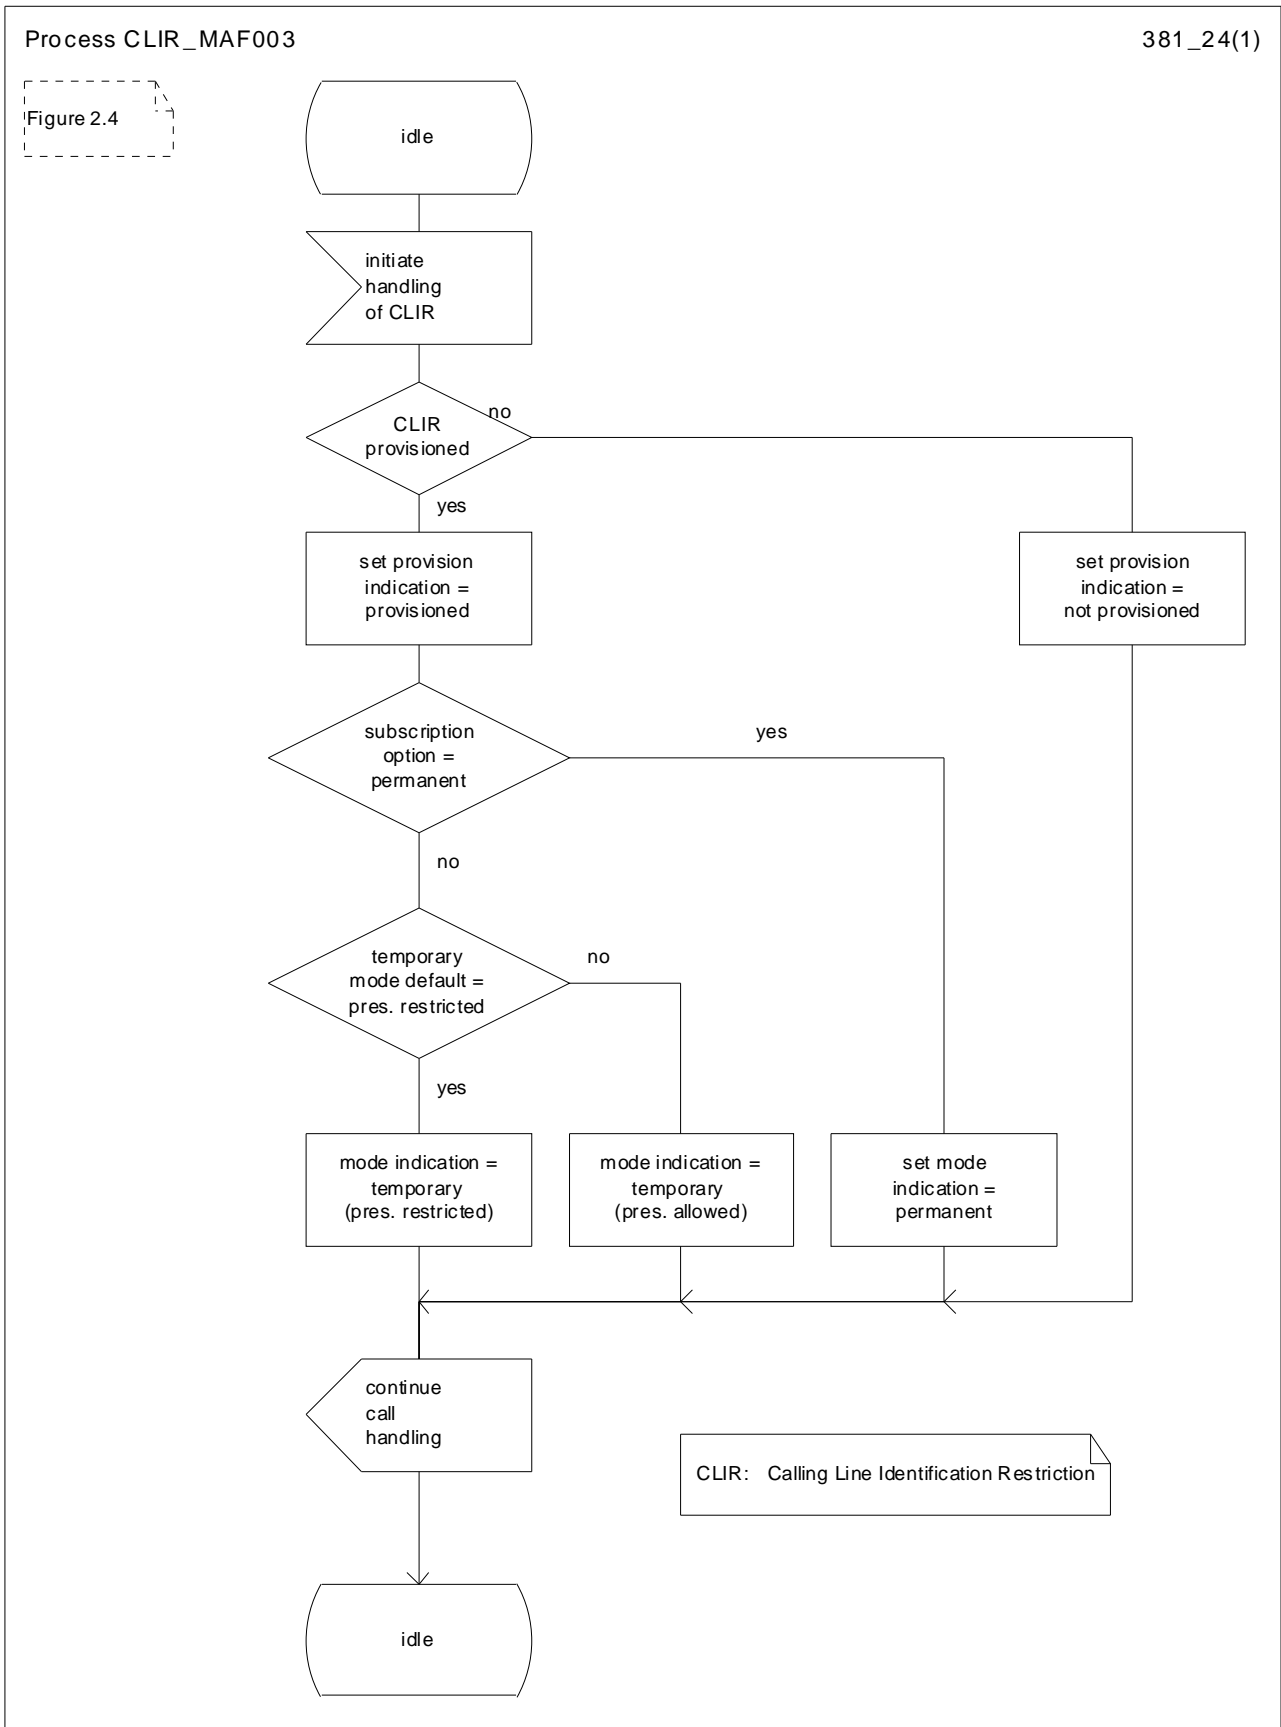 Process CLIR_MAF003
381_24(1)
Figure 2.4
idle
initiate
handling
of CLIR
CLIR
provisioned
no
yes
set provision
indication =
provisioned
set provision
indication =
not provisioned
subscription
option =
permanent
yes
no
temporary
mode default =
pres. restricted
no
yes
mode indication =
temporary
(pres. restricted)
mode indication =
temporary
(pres. allowed)
set mode
indication =
permanent
continue
call
handling
CLIR: Calling Line Identification Restriction
idle